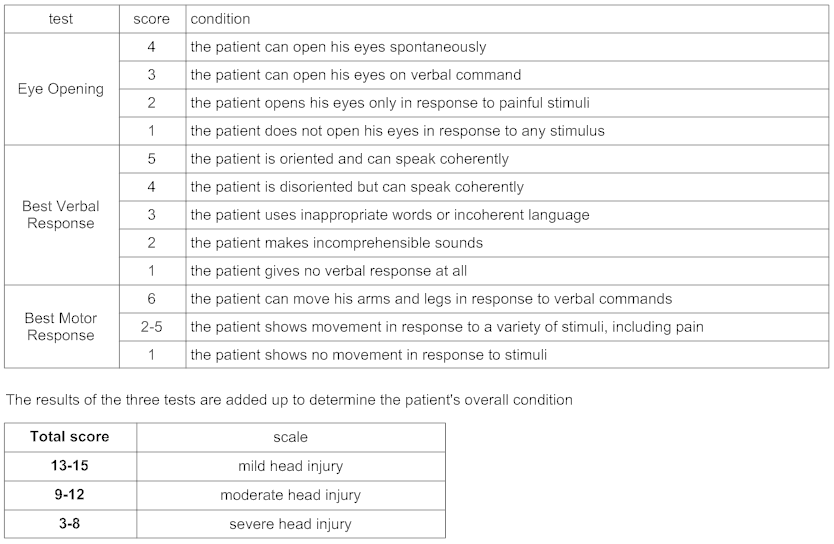 test score condition
Eye Opening
4 the patient can open his eyes spontaneously
3 the patient can open his eyes on verbal command
2 the patient opens his eyes only in response to painful stimuli
1 the patient does not open his eyes in response to any stimulus
Best Verbal
Response
5 the patient is oriented and can speak coherently
4 the patient is disoriented but can speak coherently
3 the patient uses inappropriate words or incoherent language
2 the patient makes incomprehensible sounds
1 the patient gives no verbal response at all
Best Motor
Response
6 the patient can move his arms and legs in response to verbal commands
2-5 the patient shows movement in response to a variety of stimuli, including pain
1 the patient shows no movement in response to stimuli
The results of the three tests are added up to determine the patient's overall condition
Total score scale
13-15 mild head injury
9-12 moderate head injury
3-8 severe head injury